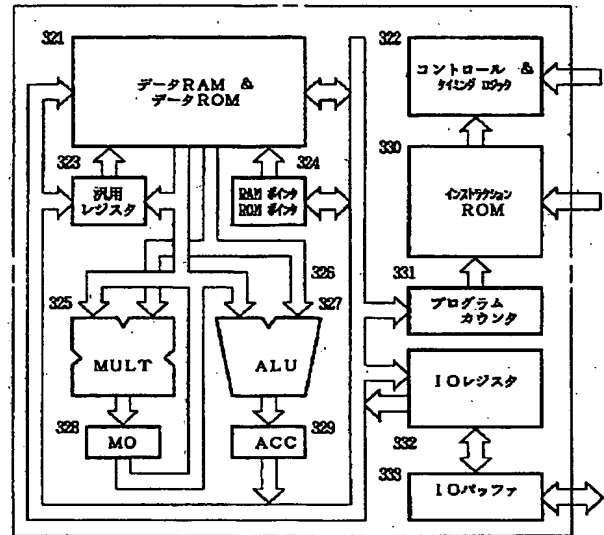 321
データRAM &
データROM
322
コントロール &
タイミング ロジック
323
汎用
レジスタ
324
RAM ポインタ
ROM ポインタ
330
インストラクション
ROM
325
MULT
326
327
ALU
331
プログラム
カウンタ
IOレジスタ
328
MO
329
ACC
332
333
IOバッファ